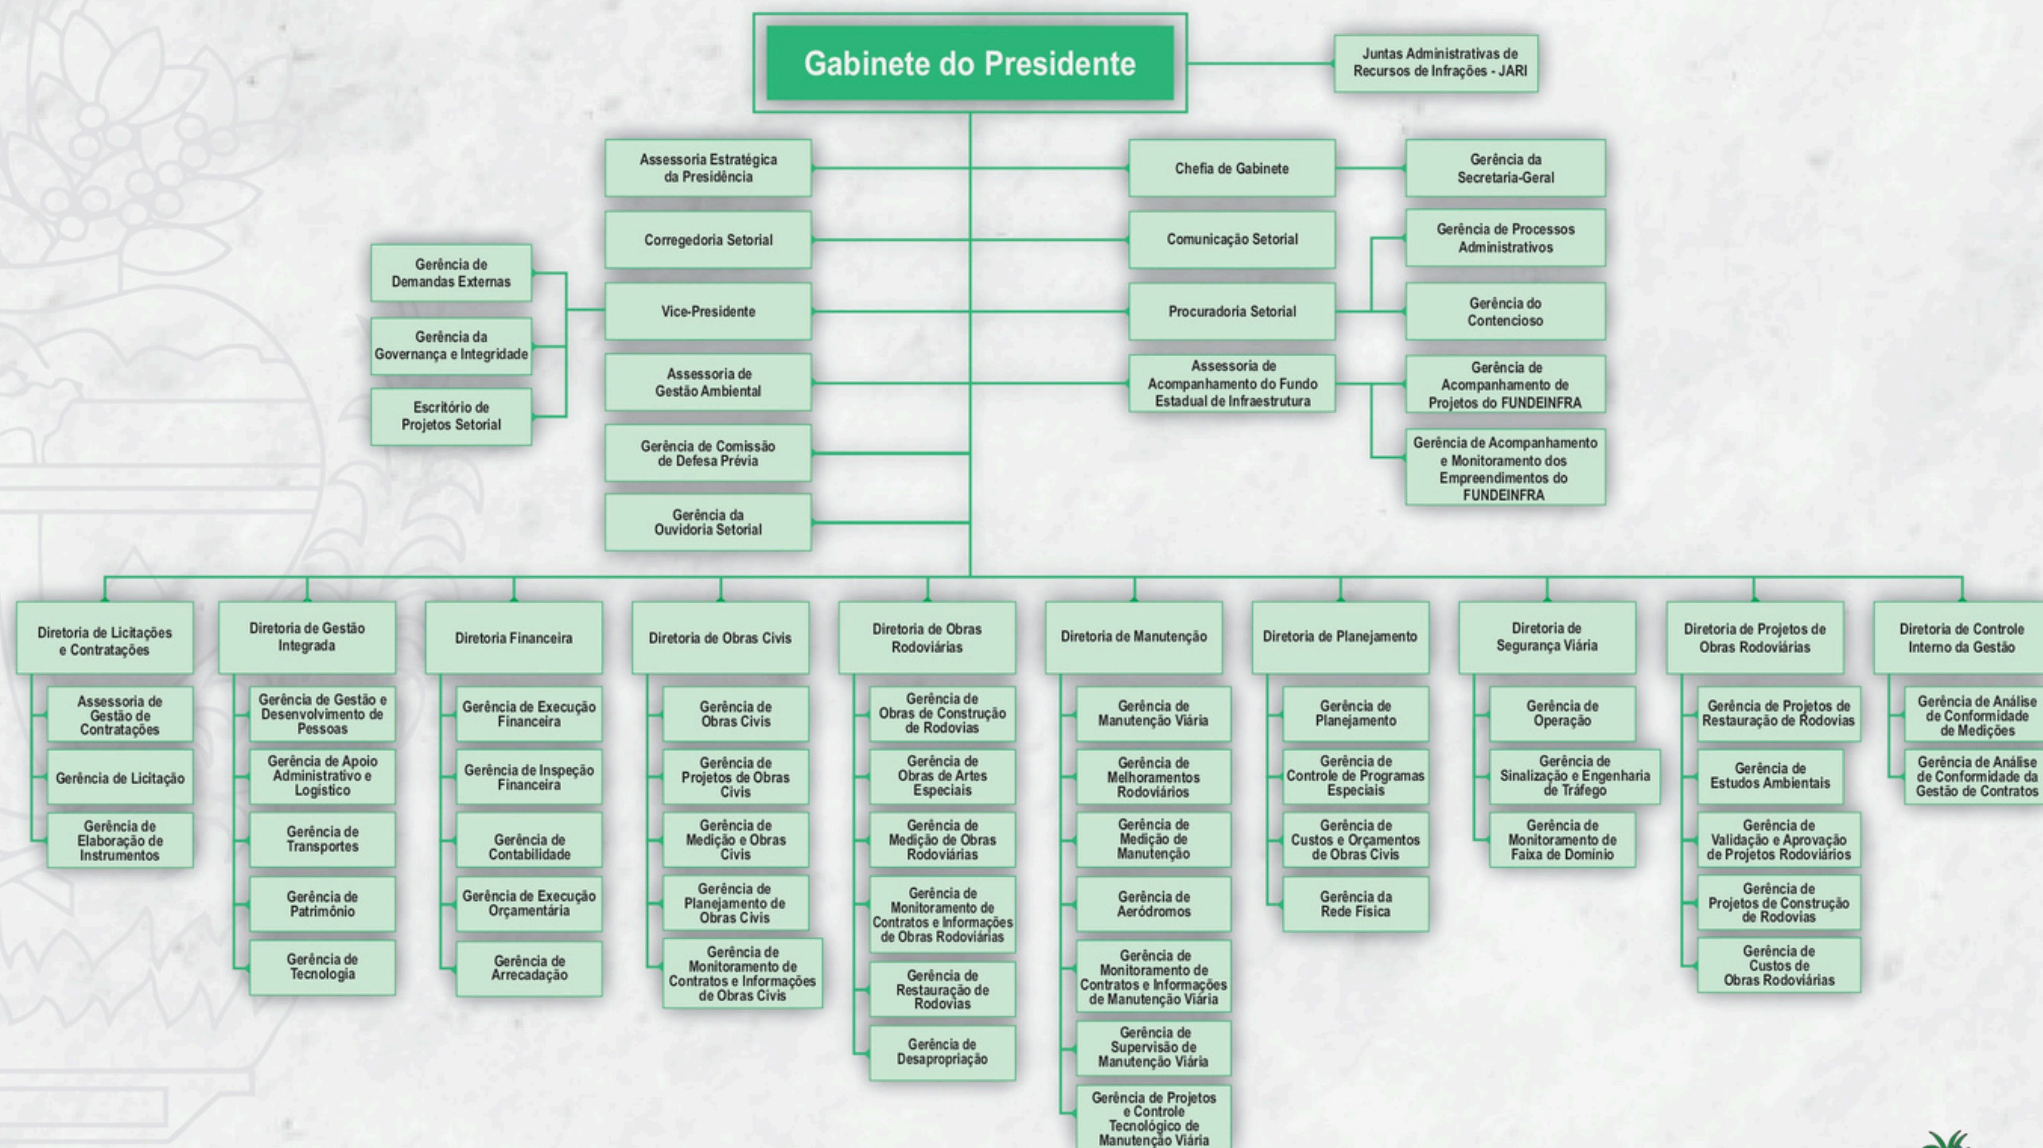 Gabinete do Presidente
Juntas Administrativas de
Recursos de Infrações - JARI
Assessoria Estratégica
da Presidência
Chefia de Gabinete
Gerência da
Secretaria-Geral
Corregedoria Setorial
Comunicação Setorial
Gerência de Processos
Administrativos
Gerência de
Demandas Externas
Gerência da
Governança e Integridade
Escritório de
Projetos Setorial
Vice-Presidente
Procuradoria Setorial
Gerência do
Contencioso
Assessoria de
Gestão Ambiental
Assessoria de
Acompanhamento do Fundo
Estadual de Infraestrutura
Gerência de
Acompanhamento de
Projetos do FUNDEINFRA
Gerência de Comissão
de Defesa Prévia
Gerência de Acompanhamento
e Monitoramento dos
Empreendimentos do
FUNDEINFRA
Gerência da
Ouvidoria Setorial
Diretoria de Licitações
e Contratações
Assessoria de
Gestão de
Contratações
Gerência de Licitação
Gerência de
Elaboração de
Instrumentos
Diretoria de Gestão
Integrada
Gerência de Gestão e
Desenvolvimento de
Pessoas
Gerência de Apoio
Administrativo e
Logístico
Gerência de
Transportes
Gerência de
Patrimônio
Gerência de
Tecnologia
Diretoria Financeira
Gerência de Execução
Financeira
Gerência de Inspeção
Financeira
Gerência de
Contabilidade
Gerência de Execução
Orçamentária
Gerência de
Arrecadação
Diretoria de Obras Civis
Gerência de
Obras Civis
Gerência de
Projetos de Obras
Civis
Gerência de
Medição e Obras
Civis
Gerência de
Planejamento de
Obras Civis
Gerência de
Monitoramento de
Contratos e Informações
de Obras Civis
Diretoria de Obras
Rodoviárias
Gerência de
Obras de Construção
de Rodovias
Gerência de
Obras de Artes
Especiais
Gerência de
Medição de Obras
Rodoviárias
Gerência de
Monitoramento de
Contratos e Informações
de Obras Rodoviárias
Gerência de
Restauração de
Rodovias
Gerência de
Desapropriação
Diretoria de Manutenção
Gerência de
Manutenção Viária
Gerência de
Melhoramentos
Rodoviários
Gerência de
Medição de
Manutenção
Gerência de
Aeródromos
Gerência de
Monitoramento de
Contratos e Informações
de Manutenção Viária
Gerência de
Supervisão de
Manutenção Viária
Gerência de Projetos
e Controle
Tecnológico de
Manutenção Viária
Diretoria de Planejamento
Gerência de
Planejamento
Gerência de
Controle de Programas
Especiais
Gerência de
Custos e Orçamentos
de Obras Civis
Gerência da
Rede Física
Diretoria de
Segurança Viária
Gerência de
Operação
Gerência de
Sinalização e Engenharia
de Tráfego
Gerência de
Monitoramento de
Faixa de Domínio
Diretoria de Projetos de
Obras Rodoviárias
Gerência de Projetos de
Restauração de Rodovias
Gerência de
Estudos Ambientais
Gerência de
Validação e Aprovação
de Projetos Rodoviários
Gerência de
Projetos de Construção
de Rodovias
Gerência de
Custos de
Obras Rodoviárias
Diretoria de Controle
Interno da Gestão
Gerência de Análise
de Conformidade
de Medições
Gerência de Análise
de Conformidade da
Gestão de Contratos